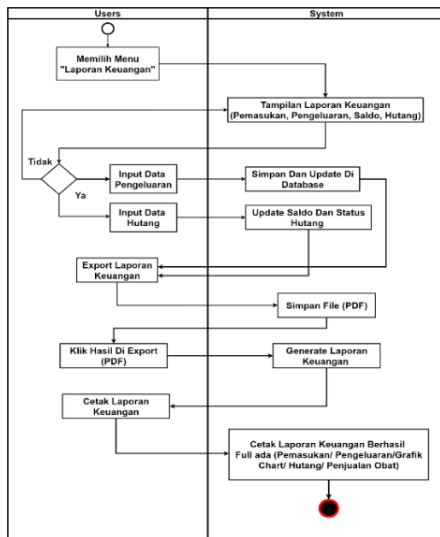 Users
System
Memilih Menu
"Laporan Keuangan"
Tampilan Laporan Keuangan
(Pemasukan, Pengeluaran, Saldo, Hutang)
Tidak
Ya
Input Data
Pengeluaran
Simpan Dan Update Di
Database
Input Data
Hutang
Update Saldo Dan Status
Hutang
Export Laporan
Keuangan
Simpan File (PDF)
Klik Hasil Di Export
(PDF)
Generate Laporan
Keuangan
Cetak Laporan
Keuangan
Cetak Laporan Keuangan Berhasil
Full ada (Pemasukan/ Pengeluaran/Grafik
Chart/ Hutang/ Penjualan Obat)